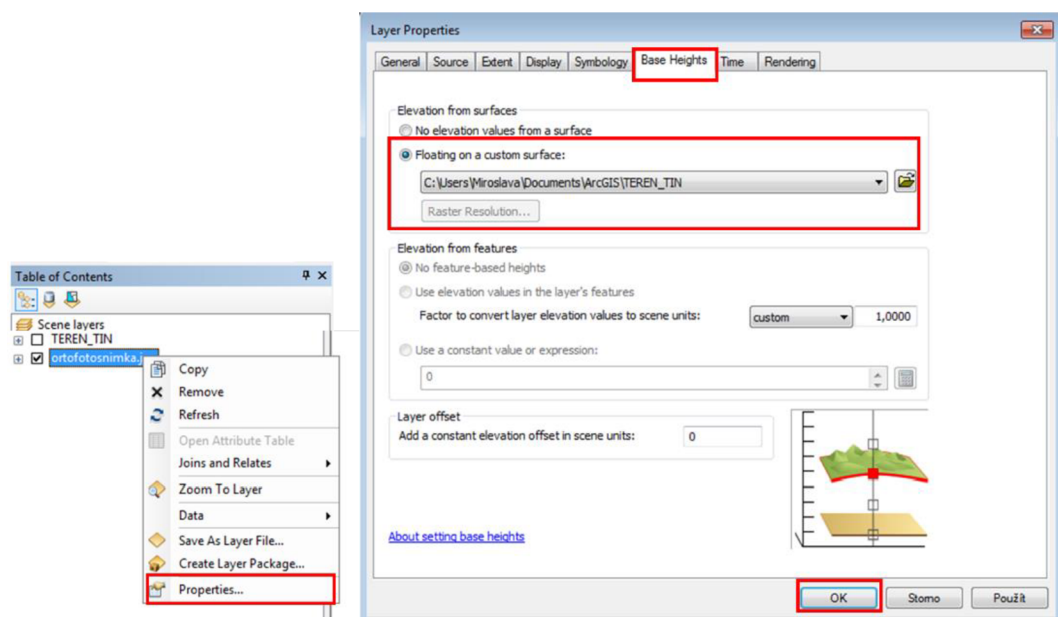 Table of Contents
Scene layers
TEREN_TIN
ortofotosnimka.j
Copy
Remove
Refresh
Open Attribute Table
Joins and Relates
Zoom To Layer
Data
Save As Layer File...
Create Layer Package...
Properties...
Layer Properties
General Source Extent Display Symbology Base Heights Time Rendering
Elevation from surfaces
No elevation values from a surface
Floating on a custom surface:
C:\Users\Miroslava\Documents\ArcGIS\TEREN_TIN
Raster Resolution...
Elevation from features
No feature-based heights
Use elevation values in the layer's features
Factor to convert layer elevation values to scene units: custom 1,0000
Use a constant value or expression:
0
Layer offset
Add a constant elevation offset in scene units: 0
About setting base heights
OK Storno Použít